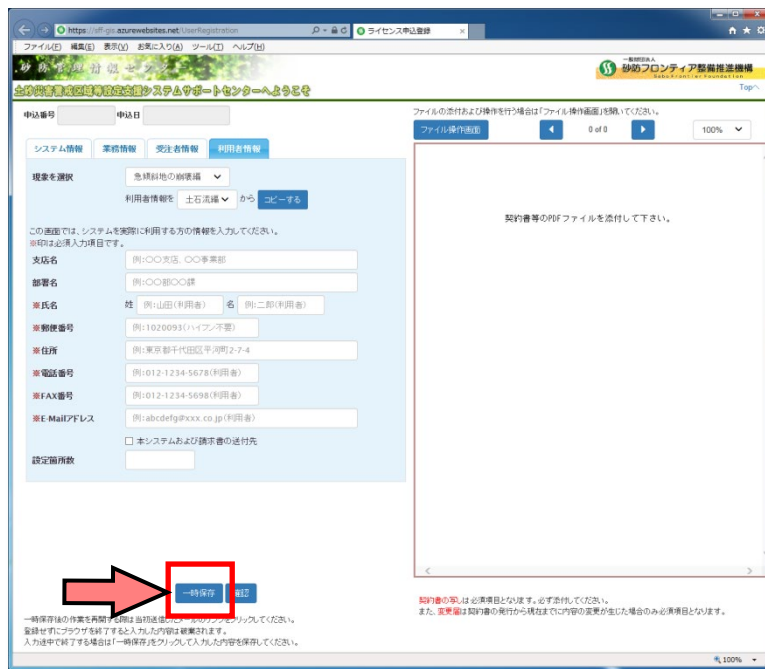 https://sff-gis.azurewebsites.net/UserRegistration
ライセンス申込登録
ファイル(F) 編集(E) 表示(V) お気に入り(A) ツール(T) ヘルプ(H)
一般財団法人
砂防フロンティア整備推進機構
Sabo Frontier Foundation
土砂災害警戒区域等設定支援システムサポートセンターへようこそ
Topへ
申込番号 申込日
ファイルの添付および操作を行う場合は「ファイル操作画面」を開いてください。
ファイル操作画面 0 of 0 100%
システム情報 業務情報 受注者情報 利用者情報
現象を選択 急傾斜地の崩壊編
利用者情報を 土石流編 から コピーする
契約書等のPDFファイルを添付して下さい。
この画面では、システムを実際に利用する方の情報を入力してください。
※印は必須入力項目です。
支店名 例:〇〇支店、〇〇事業部
部署名 例:〇〇部〇〇課
※氏名 姓 例:山田(利用者) 名 例:二郎(利用者)
※郵便番号 例:1020093(ハイフン不要)
※住所 例:東京都千代田区平河町2-7-4
※電話番号 例:012-1234-5678(利用者)
※FAX番号 例:012-1234-5698(利用者)
※E-Mailアドレス 例:abcdefg@xxx.co.jp(利用者)
本システムおよび請求書の送付先
設定箇所数
一時保存 確認
契約書の写しは必須項目となります。必ず添付してください。
また、変更届は契約書の発行から現在までに内容の変更が生じた場合のみ必須項目となります。
一時保存後の作業を再開する際は当初送信したメールのリンクをクリックしてください。
登録せずにブラウザを終了すると入力した内容は破棄されます。
入力途中で終了する場合は「一時保存」をクリックして入力した内容を保存してください。
100%